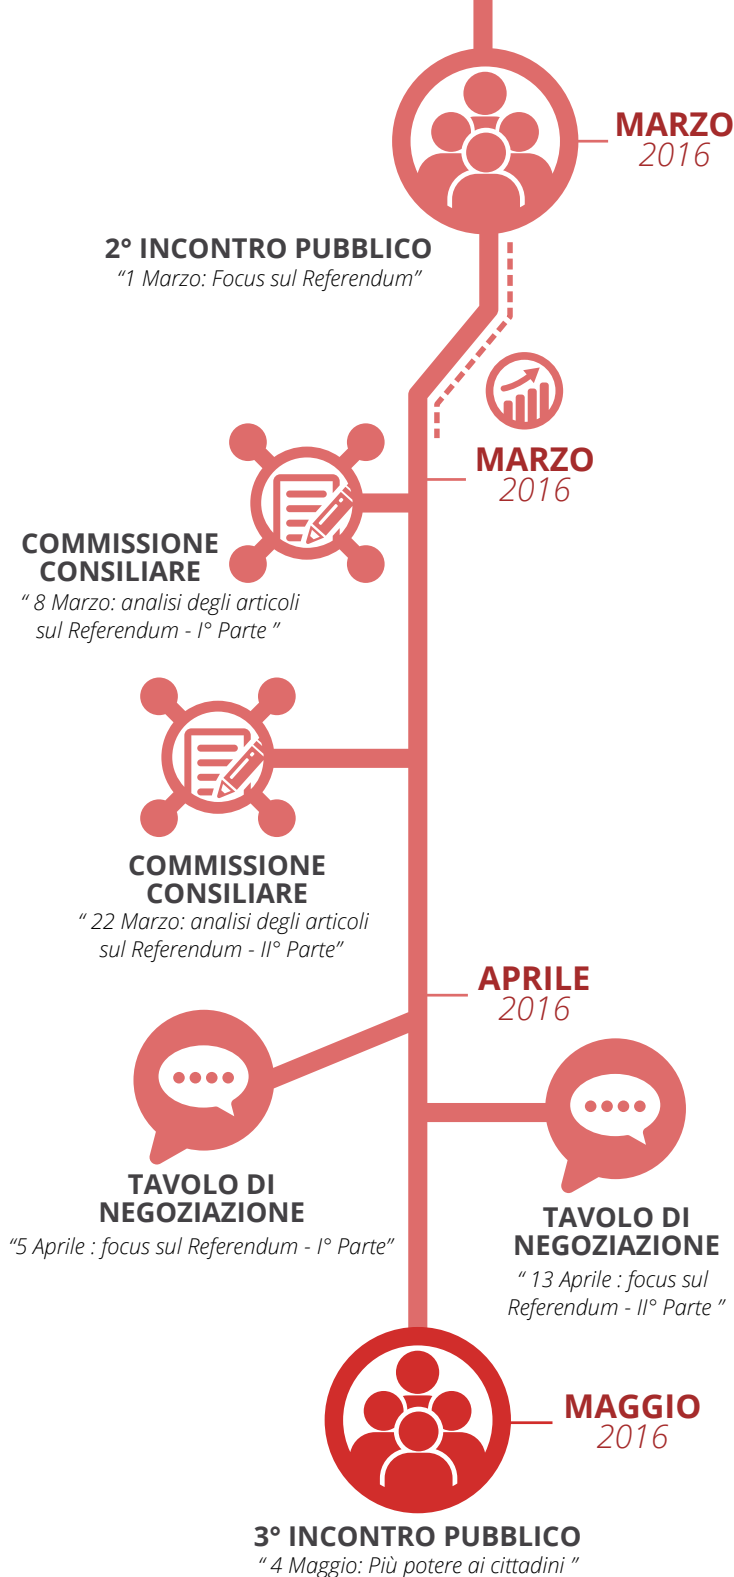 MARZO
2016
2° INCONTRO PUBBLICO
“1 Marzo: Focus sul Referendum”
MARZO
2016
COMMISSIONE
CONSILIARE
“ 8 Marzo: analisi degli articoli
sul Referendum - I° Parte ”
COMMISSIONE
CONSILIARE
“ 22 Marzo: analisi degli articoli
sul Referendum - II° Parte”
APRILE
2016
TAVOLO DI
NEGOZIAZIONE
“5 Aprile : focus sul Referendum - I° Parte”
TAVOLO DI
NEGOZIAZIONE
“ 13 Aprile : focus sul
Referendum - II° Parte ”
MAGGIO
2016
3° INCONTRO PUBBLICO
“ 4 Maggio: Più potere ai cittadini ”